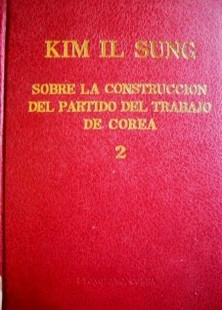 KIM IL SUNG
SOBRE LA CONSTRUCCION
DEL PARTIDO DEL TRABAJO
DE COREA
2